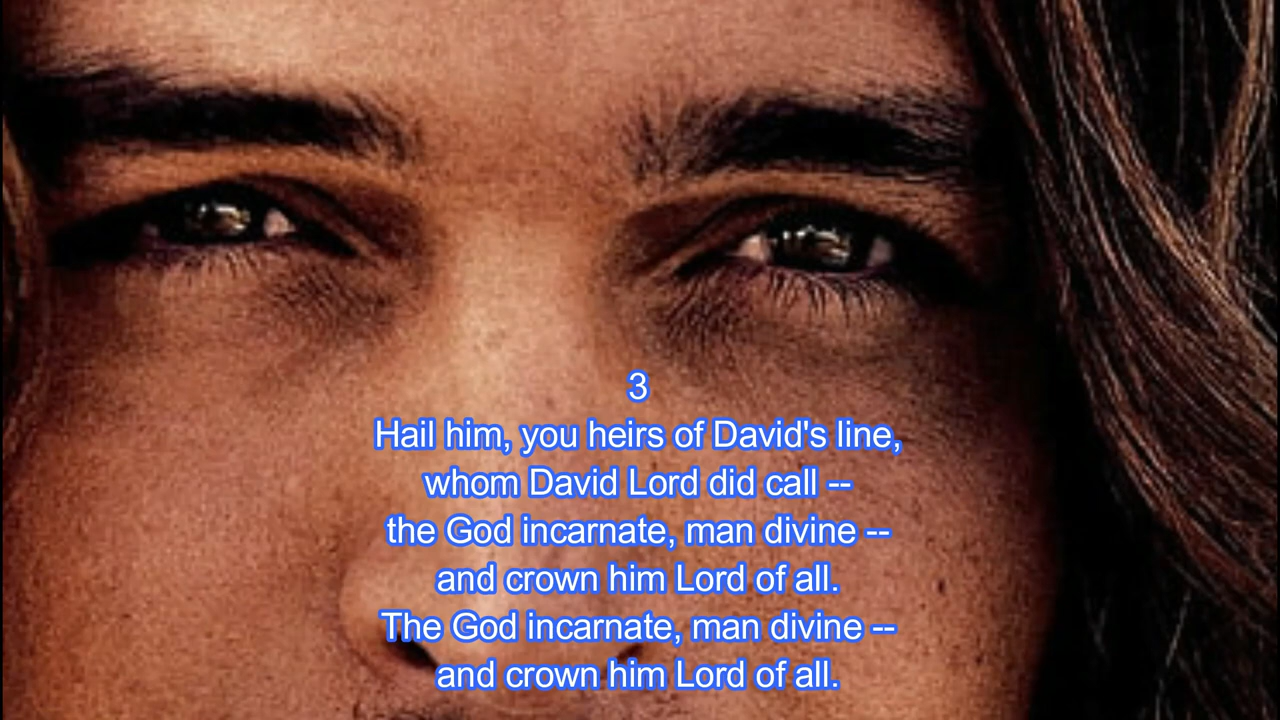 3
Hail him, you heirs of David's line,
whom David Lord did call --
the God incarnate, man divine --
and crown him Lord of all.
The God incarnate, man divine --
and crown him Lord of all.